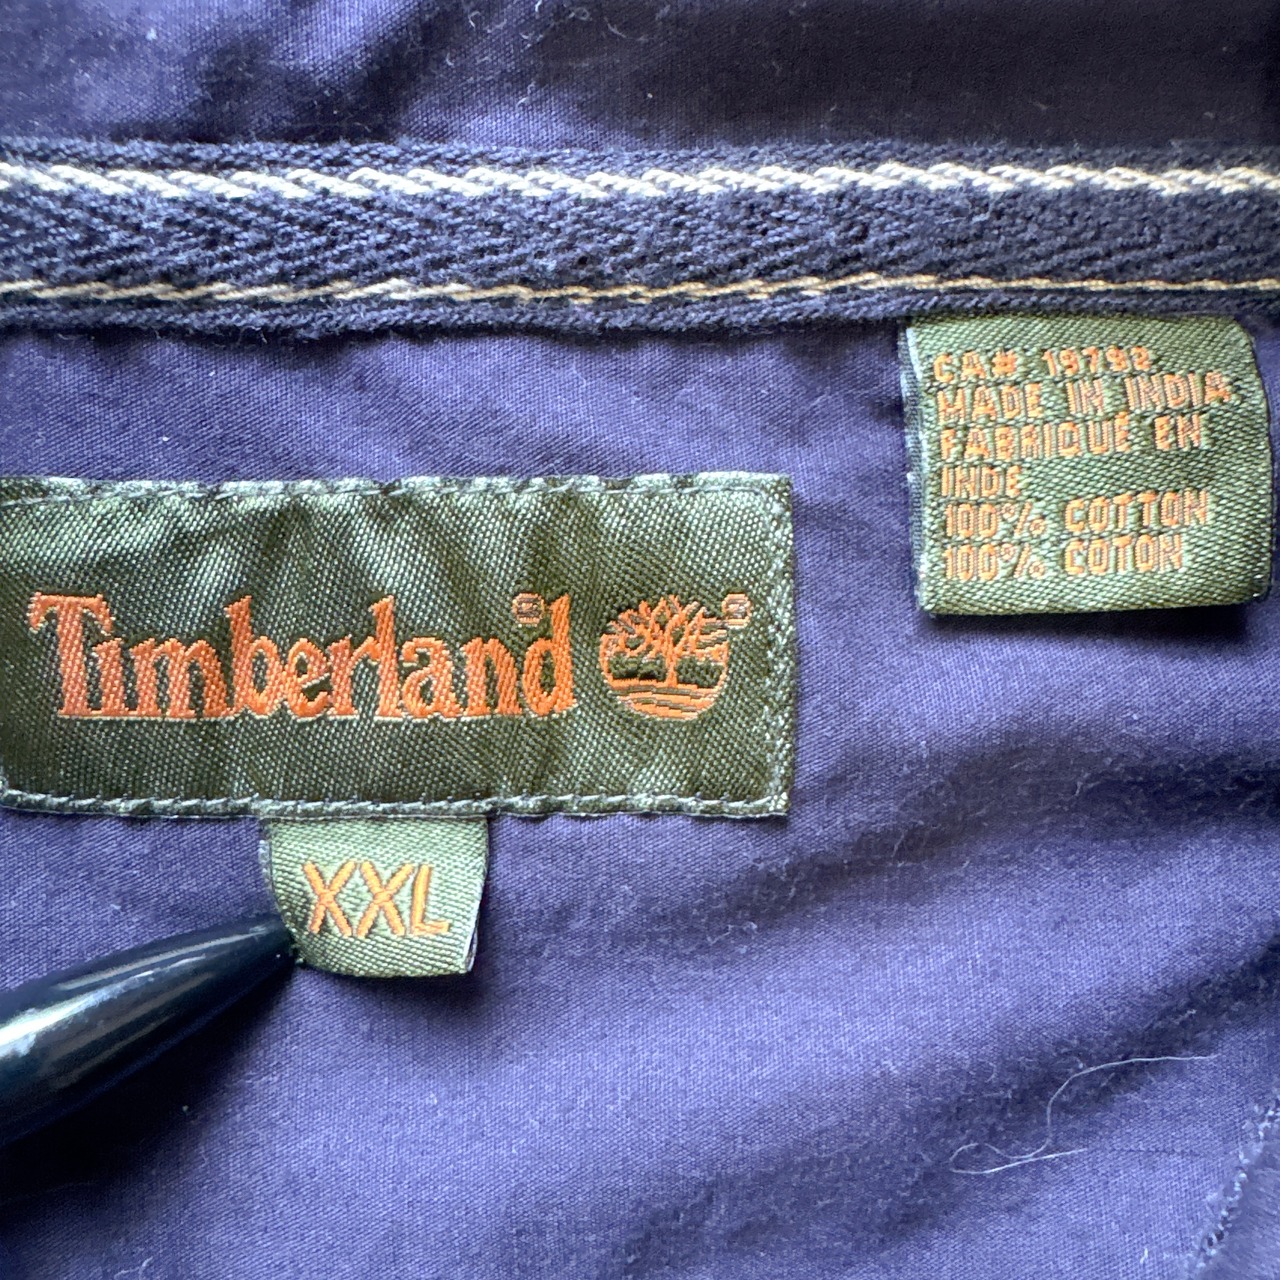 CA# 19798
MADE IN INDIA
FABRIQUÉ EN
INDE
100% COTTON
100% COTON
Timberland®
®
XXL